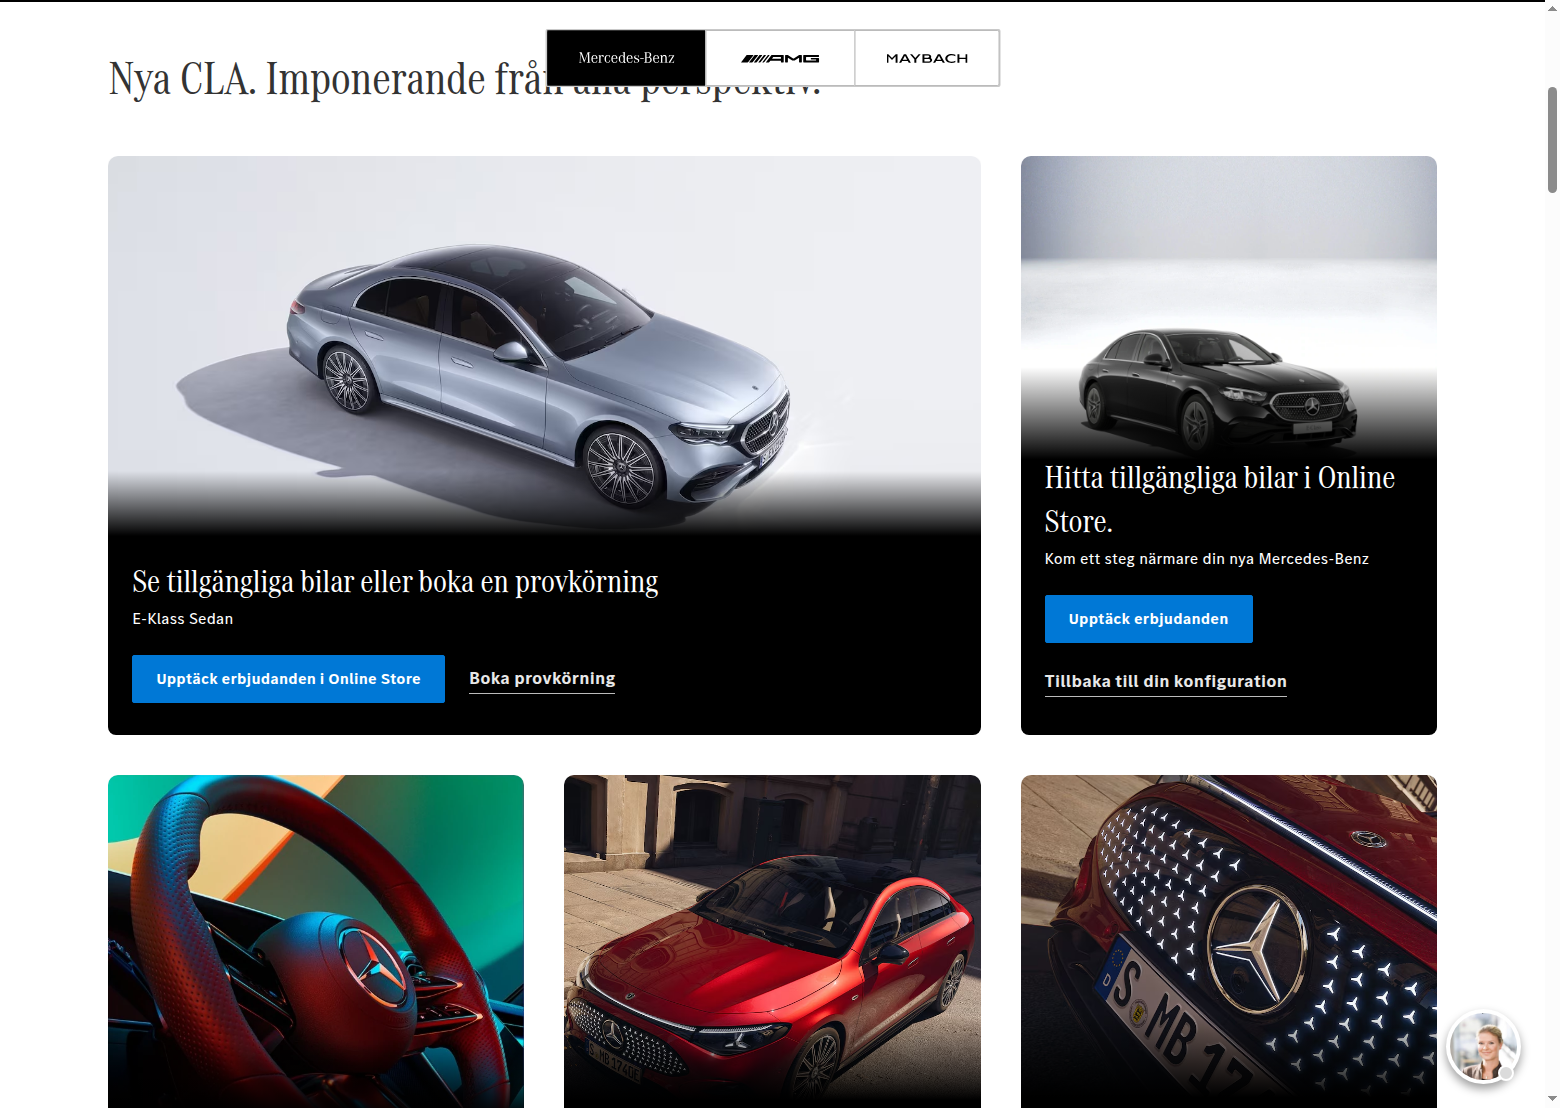 Mercedes-Benz
AMG
MAYBACH
Nya CLA. Imponerande från alla perspektiv.
Se tillgängliga bilar eller boka en provkörning
E-Klass Sedan
Upptäck erbjudanden i Online Store
Boka provkörning
Hitta tillgängliga bilar i Online
Store.
Kom ett steg närmare din nya Mercedes-Benz
Upptäck erbjudanden
Tillbaka till din konfiguration